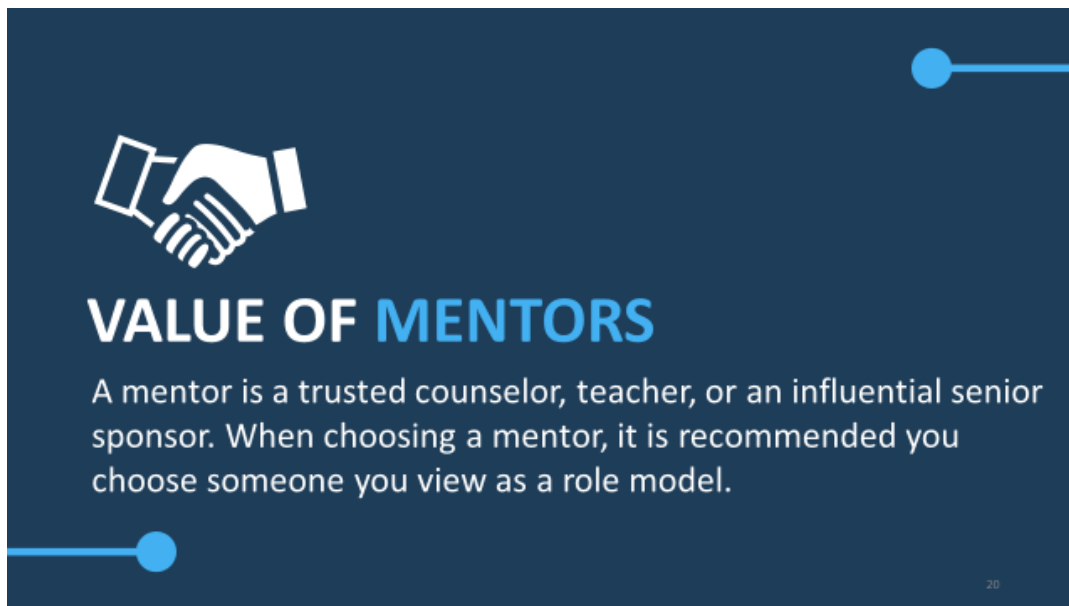 VALUE OF MENTORS
A mentor is a trusted counselor, teacher, or an influential senior
sponsor. When choosing a mentor, it is recommended you
choose someone you view as a role model.
20